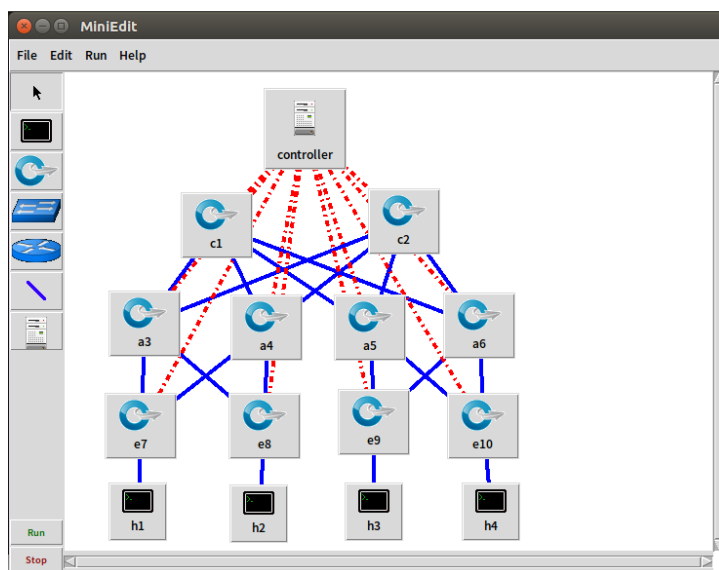 MiniEdit
File Edit Run Help
controller
c1 c2
a3 a4 a5 a6
e7 e8 e9 e10
h1 h2 h3 h4
Run
Stop